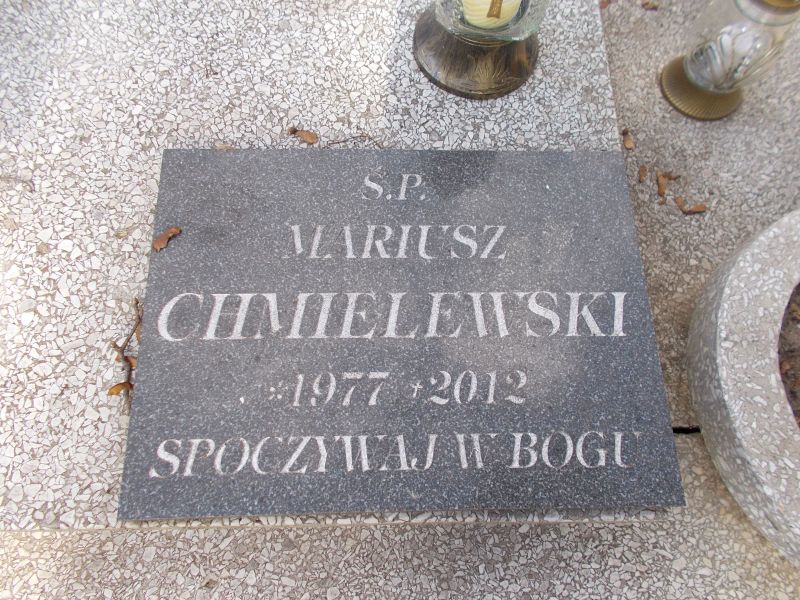 Ś.P.
MARIUSZ
CHMIELEWSKI
*1977 †2012
SPOCZYWAJ W BOGU